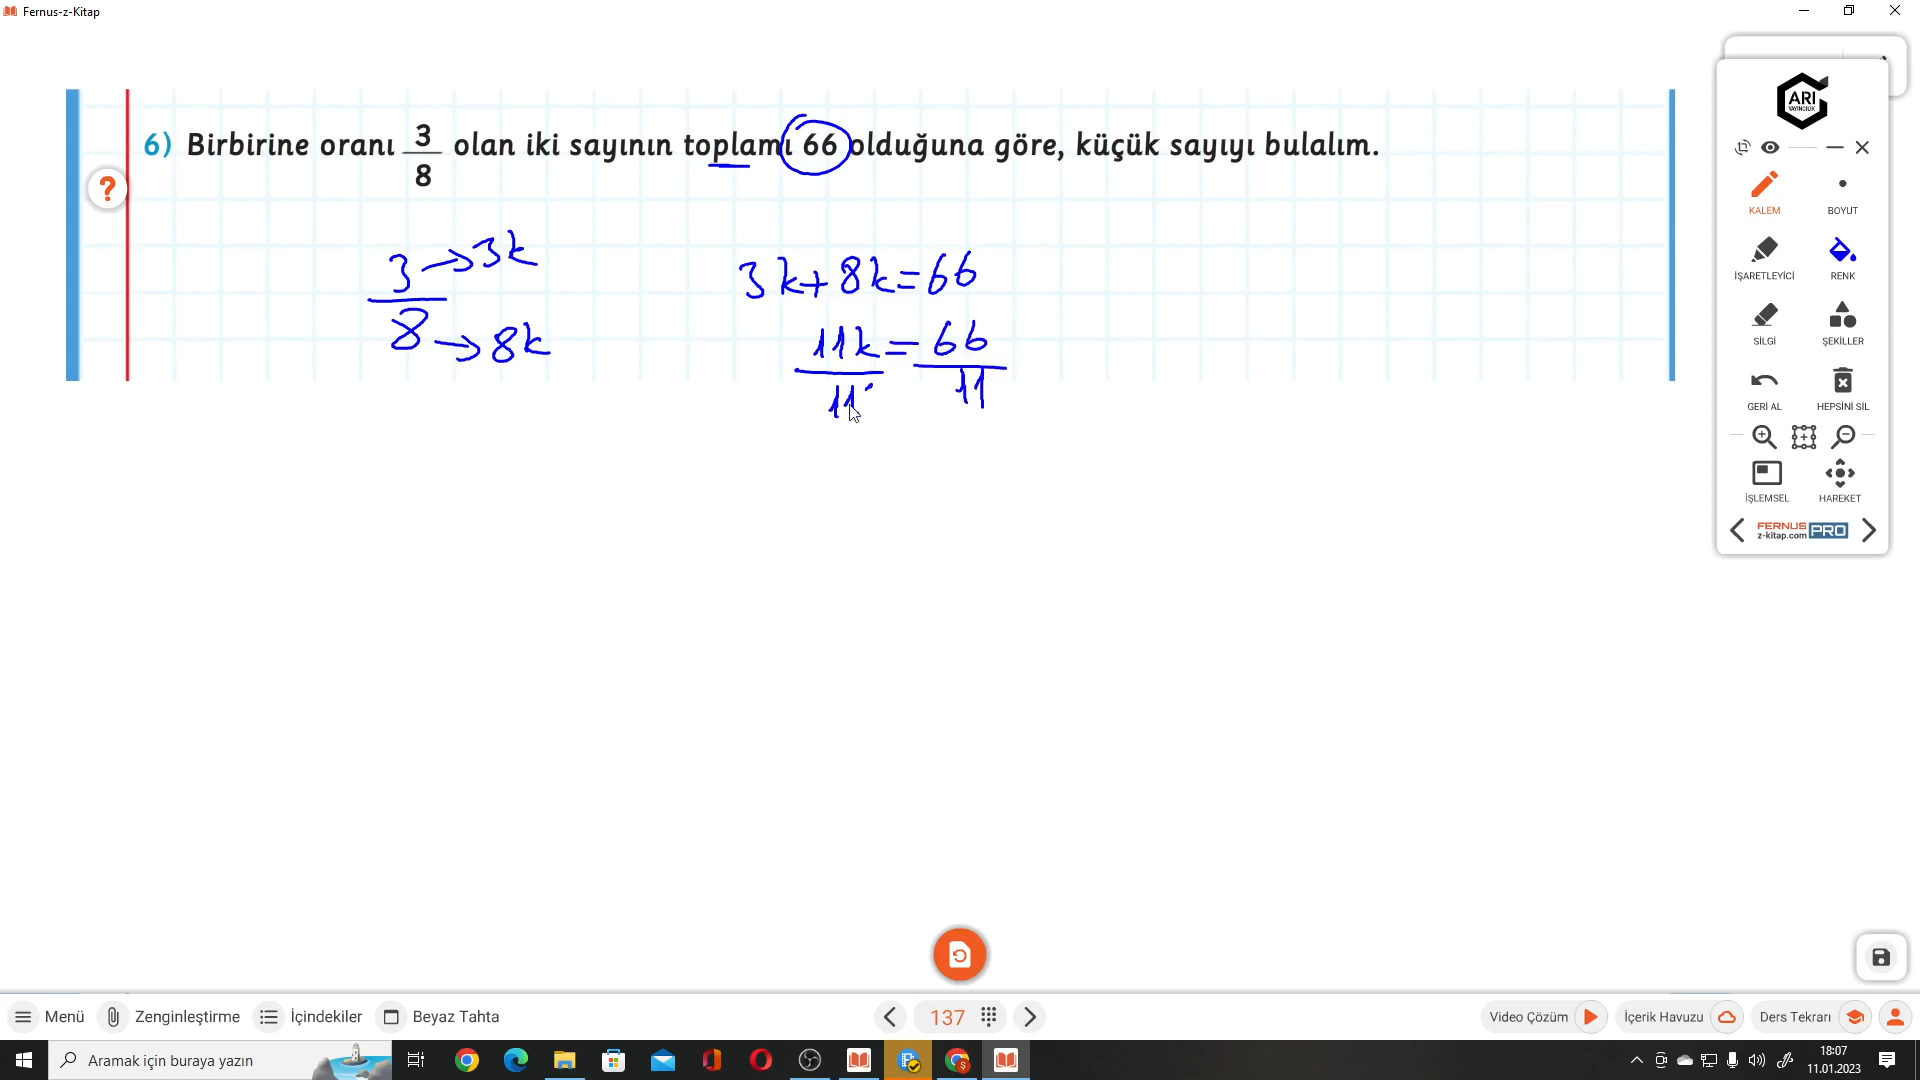 Fernus-z-Kitap
6) Birbirine oranı 3/8 olan iki sayının toplamı 66 olduğuna göre, küçük sayıyı bulalım.
?
3 → 3k
8 → 8k
3k+8k=66
11k = 66
11 11
ARI
YAYINCILIK
KALEM BOYUT
İŞARETLEYİCİ RENK
SİLGİ ŞEKİLLER
GERİ AL HEPSİNİ SİL
İŞLEMSEL HAREKET
FERNUS
z-kitap.com PRO
Menü Zenginleştirme İçindekiler Beyaz Tahta 137 Video Çözüm İçerik Havuzu Ders Tekrarı
Aramak için buraya yazın
18:07
11.01.2023